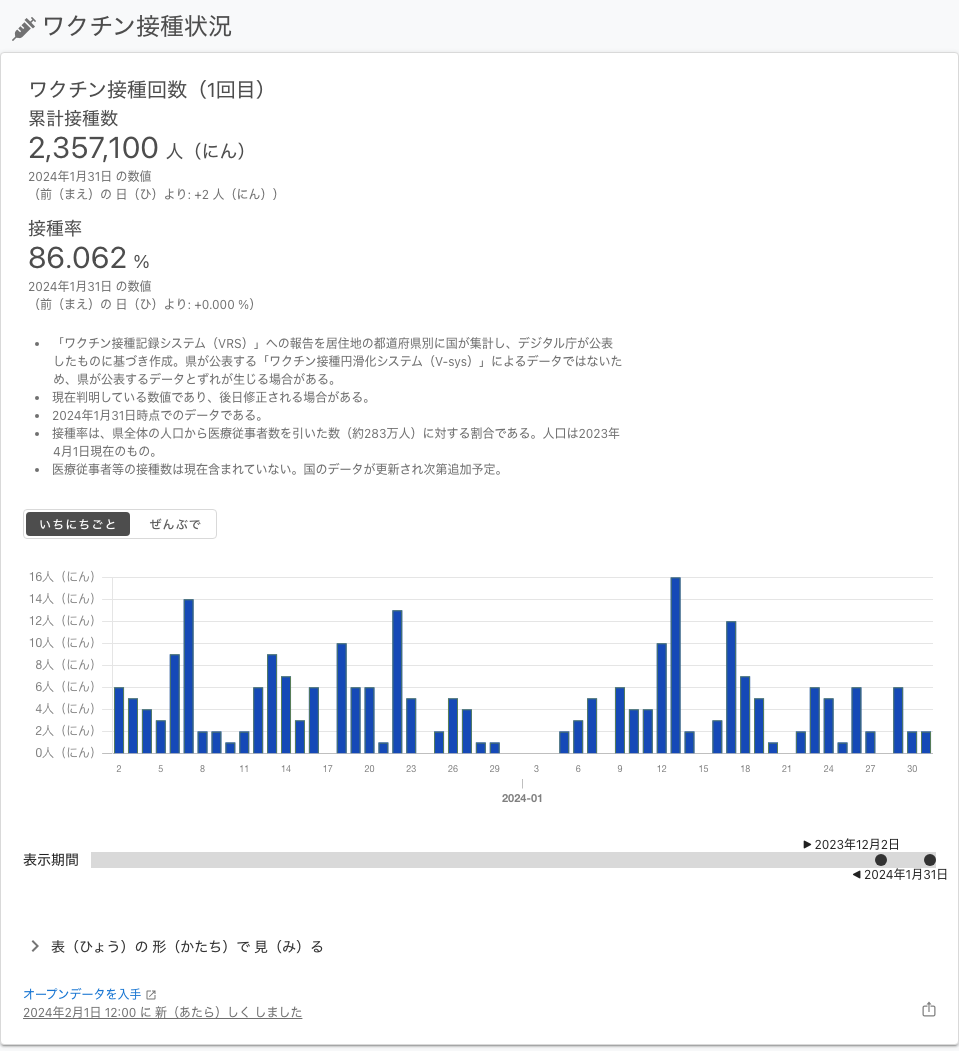 ワクチン接種状況
ワクチン接種回数（1回目）
累計接種数
2,357,100 人（にん）
2024年1月31日 の数値
（前（まえ）の 日（ひ）より: +2 人（にん））
接種率
86.062 %
2024年1月31日 の数値
（前（まえ）の 日（ひ）より: +0.000 %）
• 「ワクチン接種記録システム（VRS）」への報告を居住地の都道府県別に国が集計し、デジタル庁が公表
したものに基づき作成。県が公表する「ワクチン接種円滑化システム（V-sys）」によるデータではないた
め、県が公表するデータとずれが生じる場合がある。
• 現在判明している数値であり、後日修正される場合がある。
• 2024年1月31日時点でのデータである。
• 接種率は、県全体の人口から医療従事者数を引いた数（約283万人）に対する割合である。人口は2023年
4月1日現在のもの。
• 医療従事者等の接種数は現在含まれていない。国のデータが更新され次第追加予定。
いちにちごと ぜんぶで
16人（にん）
14人（にん）
12人（にん）
10人（にん）
8人（にん）
6人（にん）
4人（にん）
2人（にん）
0人（にん）
2 5 8 11 14 17 20 23 26 29 3 6 9 12 15 18 21 24 27 30
2024-01
2023年12月2日
表示期間
2024年1月31日
表（ひょう）の 形（かたち）で 見（み）る
オープンデータを入手
2024年2月1日 12:00 に 新（あたら）しく しました